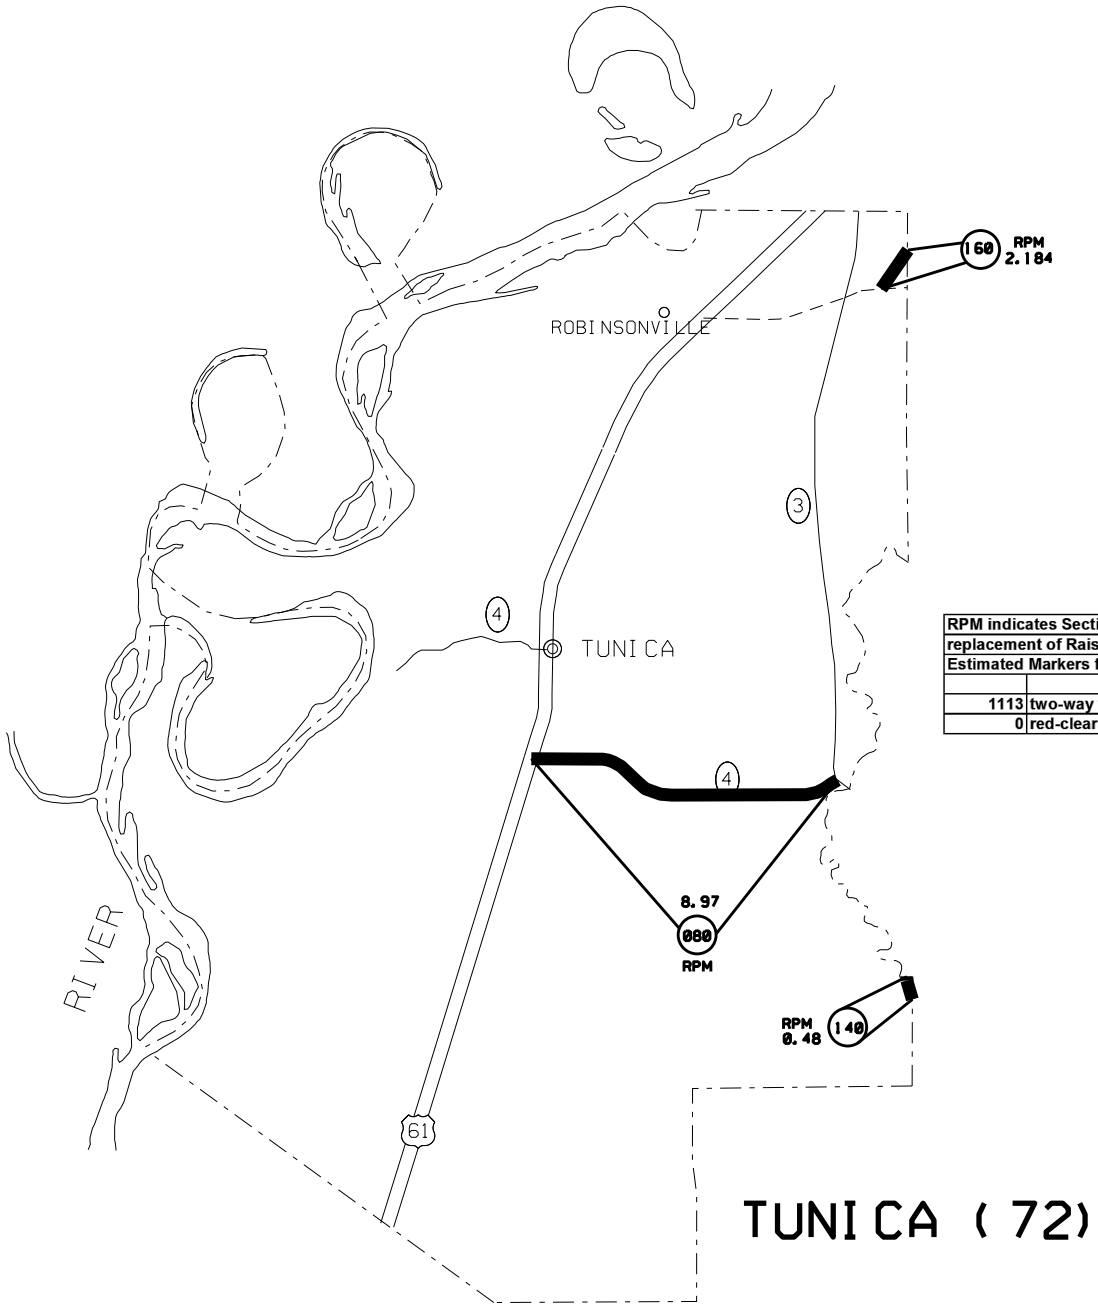 160
RPM
2.184
ROBINSONVILLE
3
4
TUNICA
RPM indicates Secti
replacement of Rais
Estimated Markers f
1113 two-way
0 red-clear
4
8.97
080
RPM
RIVER
RPM
0.48
140
61
TUNICA (72)